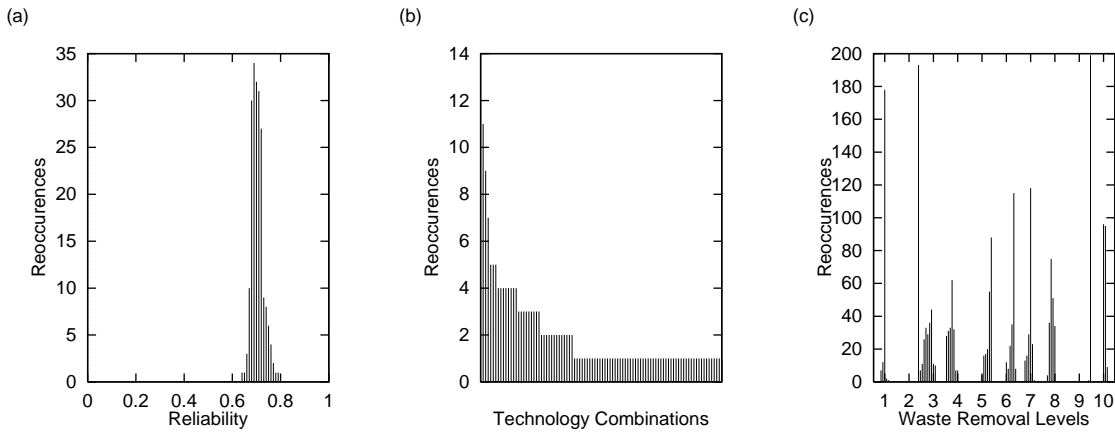 (a)
(b)
(c)
35
30
25
20
15
10
5
0
Reoccurences
0 0.2 0.4 0.6 0.8 1
Reliability
14
12
10
8
6
4
2
0
Reoccurences
Technology Combinations
200
180
160
140
120
100
80
60
40
20
0
Reoccurences
1 2 3 4 5 6 7 8 9 10
Waste Removal Levels